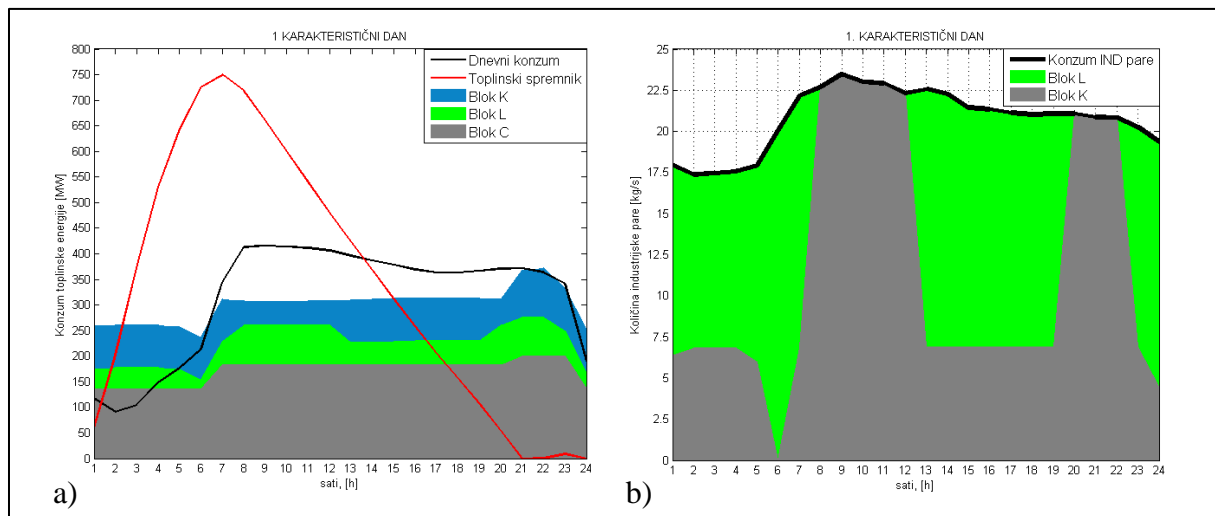 1 KARAKTERISTIČNI DAN
Konzum toplinske energije [MW]
800
750
700
650
600
550
500
450
400
350
300
250
200
150
100
50
0
Dnevni konzum
Toplinski spremnik
Blok K
Blok L
Blok C
1 2 3 4 5 6 7 8 9 10 11 12 13 14 15 16 17 18 19 20 21 22 23 24
sati, [h]
a)
1. KARAKTERISTIČNI DAN
Količina industrijske pare [kg/s]
25
22.5
20
17.5
15
12.5
10
7.5
5
2.5
0
Konzum IND pare
Blok L
Blok K
1 2 3 4 5 6 7 8 9 10 11 12 13 14 15 16 17 18 19 20 21 22 23 24
sati, [h]
b)